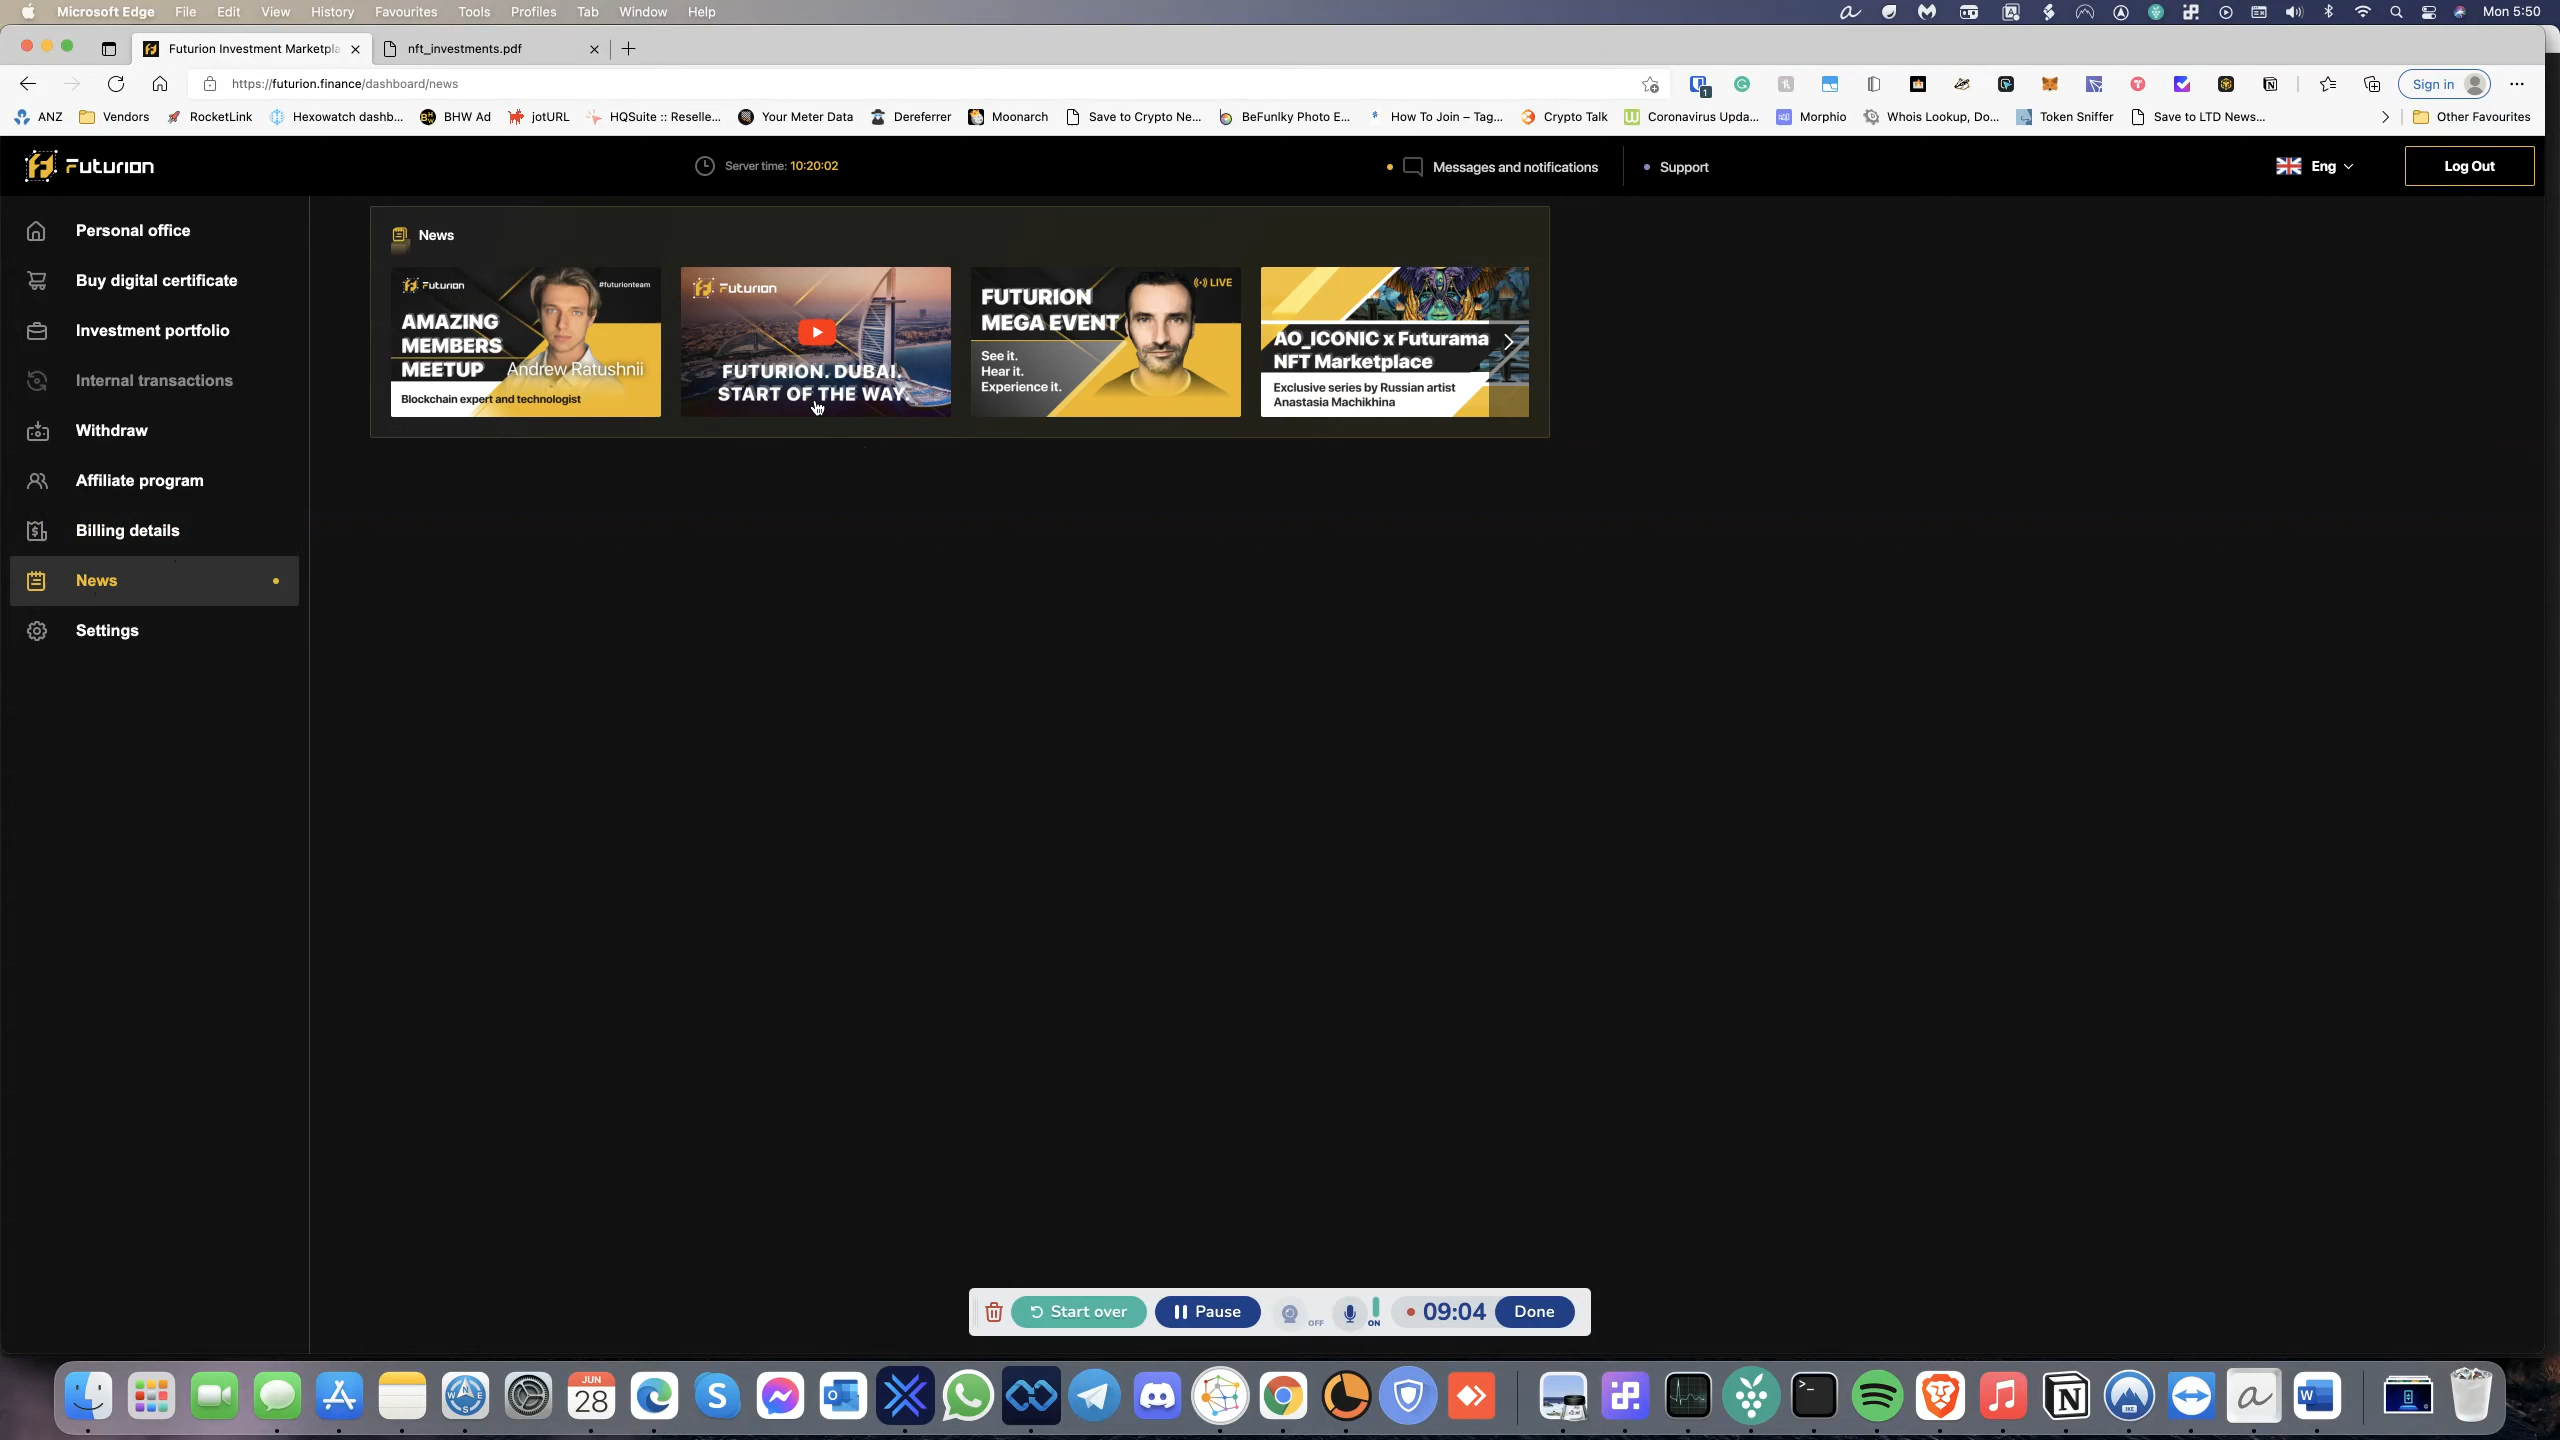 Microsoft Edge File Edit View History Favourites Tools Profiles Tab Window Help
Mon 5:50
Futurion Investment Marketpla
nft_investments.pdf
https://futurion.finance/dashboard/news
1
Sign in
ANZ Vendors RocketLink Hexowatch dashb... BHW Ad jotURL HQSuite :: Reselle... Your Meter Data Dereferrer Moonarch Save to Crypto Ne... BeFunlky Photo E... How To Join – Tag... Crypto Talk Coronavirus Upda... Morphio Whois Lookup, Do... Token Sniffer Save to LTD News... Other Favourites
Futurion
Server time: 10:20:02
Messages and notifications
Support
Eng
Log Out
Personal office
Buy digital certificate
Investment portfolio
Internal transactions
Withdraw
Affiliate program
Billing details
News
Settings
News
Futurion
#futurionteam
AMAZING
MEMBERS
MEETUP
Andrew Ratushnii
Blockchain expert and technologist
Futurion
FUTURION. DUBAI.
START OF THE WAY.
LIVE
FUTURION
MEGA EVENT
See it.
Hear it.
Experience it.
AO_ICONIC x Futurama
NFT Marketplace
Exclusive series by Russian artist
Anastasia Machikhina
Start over
Pause
OFF
ON
09:04
Done
JUN
28